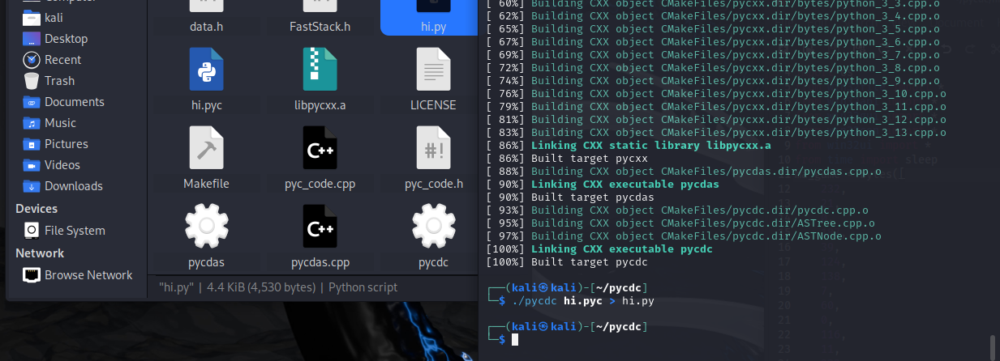 Computer
kali
Desktop
Recent
Trash
Documents
Music
Pictures
Videos
Downloads
Devices
File System
Network
Browse Network
data.h
FastStack.h
hi.py
hi.pyc
libpycxx.a
LICENSE
Makefile
pyc_code.cpp
pyc_code.h
pycdas
pycdas.cpp
pycdc
"hi.py" | 4.4 KiB (4,530 bytes) | Python script
[ 60%] Building CXX object CMakeFiles/pycxx.dir/bytes/python_3_3.cpp.o
[ 62%] Building CXX object CMakeFiles/pycxx.dir/bytes/python_3_4.cpp.o
[ 65%] Building CXX object CMakeFiles/pycxx.dir/bytes/python_3_5.cpp.o
[ 67%] Building CXX object CMakeFiles/pycxx.dir/bytes/python_3_6.cpp.o
[ 69%] Building CXX object CMakeFiles/pycxx.dir/bytes/python_3_7.cpp.o
[ 72%] Building CXX object CMakeFiles/pycxx.dir/bytes/python_3_8.cpp.o
[ 74%] Building CXX object CMakeFiles/pycxx.dir/bytes/python_3_9.cpp.o
[ 76%] Building CXX object CMakeFiles/pycxx.dir/bytes/python_3_10.cpp.o
[ 79%] Building CXX object CMakeFiles/pycxx.dir/bytes/python_3_11.cpp.o
[ 81%] Building CXX object CMakeFiles/pycxx.dir/bytes/python_3_12.cpp.o
[ 83%] Building CXX object CMakeFiles/pycxx.dir/bytes/python_3_13.cpp.o
[ 86%] Linking CXX static library libpycxx.a
[ 86%] Built target pycxx
[ 88%] Building CXX object CMakeFiles/pycdas.dir/pycdas.cpp.o
[ 90%] Linking CXX executable pycdas
[ 90%] Built target pycdas
[ 93%] Building CXX object CMakeFiles/pycdc.dir/pycdc.cpp.o
[ 95%] Building CXX object CMakeFiles/pycdc.dir/ASTree.cpp.o
[ 97%] Building CXX object CMakeFiles/pycdc.dir/ASTNode.cpp.o
[100%] Linking CXX executable pycdc
[100%] Built target pycdc
┌──(kali㉿kali)-[~/pycdc]
└─$ ./pycdc hi.pyc > hi.py
┌──(kali㉿kali)-[~/pycdc]
└─$